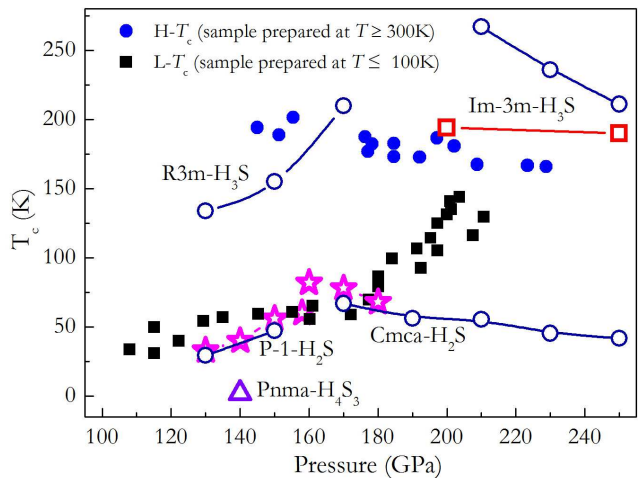 H-Tc (sample prepared at T ≥ 300K)
L-Tc (sample prepared at T ≤ 100K)
Im-3m-H3S
R3m-H3S
P-1-H2S
Cmca-H2S
Pnma-H4S3
Tc (K)
250
200
150
100
50
0
100 120 140 160 180 200 220 240
Pressure (GPa)